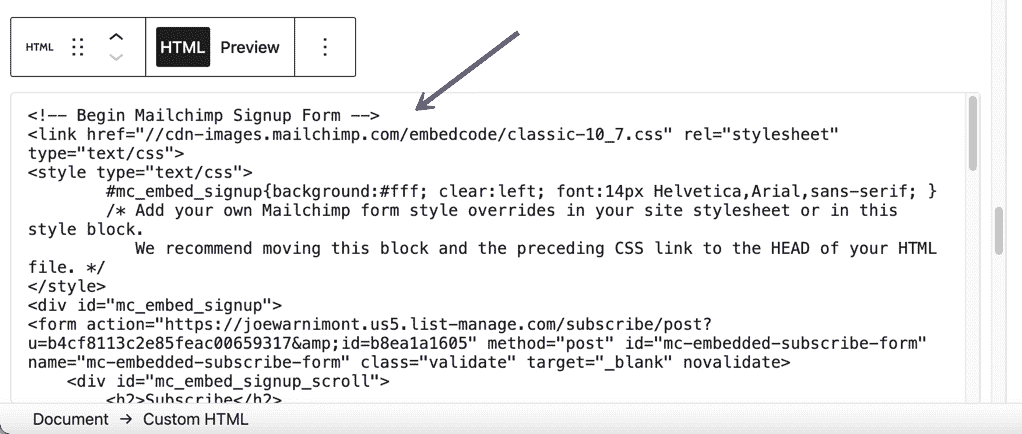 HTML HTML Preview
<!-- Begin Mailchimp Signup Form -->
<link href="//cdn-images.mailchimp.com/embedcode/classic-10_7.css" rel="stylesheet"
type="text/css">
<style type="text/css">
#mc_embed_signup{background:#fff; clear:left; font:14px Helvetica,Arial,sans-serif; }
/* Add your own Mailchimp form style overrides in your site stylesheet or in this
style block.
We recommend moving this block and the preceding CSS link to the HEAD of your HTML
file. */
</style>
<div id="mc_embed_signup">
<form action="https://joewarnimont.us5.list-manage.com/subscribe/post?
u=b4cf8113c2e85feac00659317&amp;id=b8ea1a1605" method="post" id="mc-embedded-subscribe-form"
name="mc-embedded-subscribe-form" class="validate" target="_blank" novalidate>
<div id="mc_embed_signup_scroll">
<h2>Subscribe</h2>
Document → Custom HTML